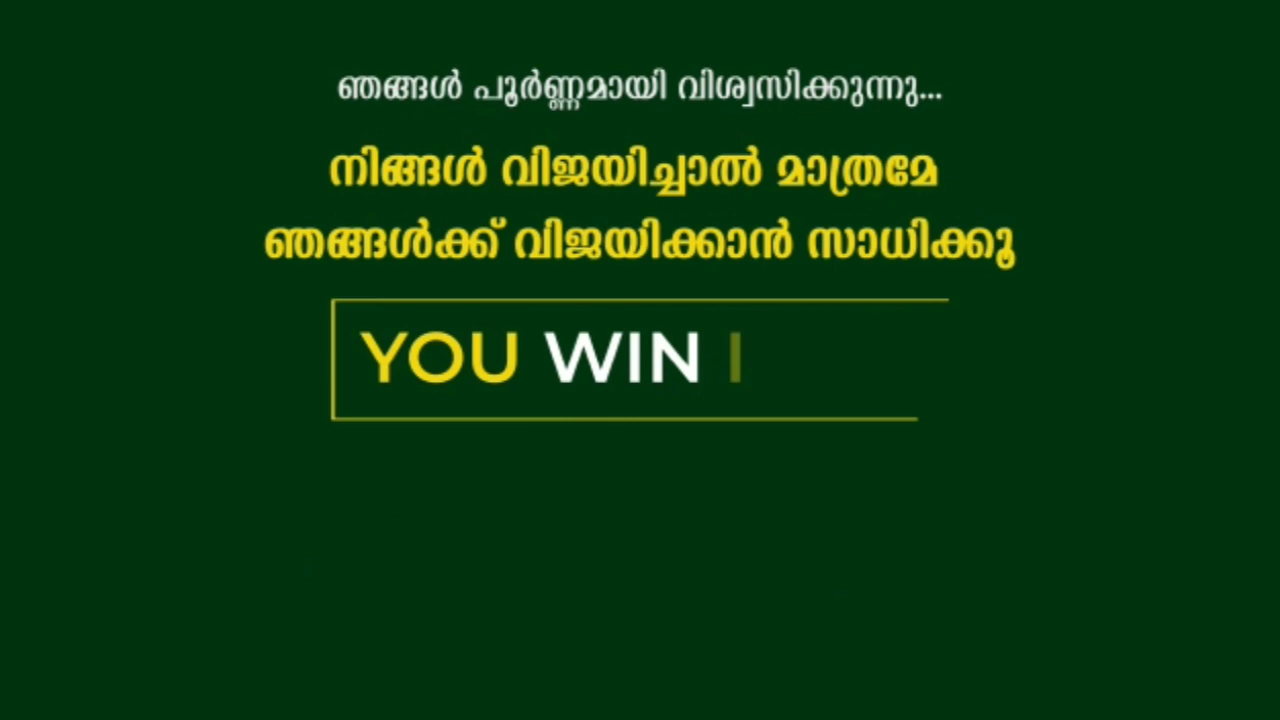 ഞങ്ങൾ പൂർണ്ണമായി വിശ്വസിക്കുന്നു...
നിങ്ങൾ വിജയിച്ചാൽ മാത്രമേ
ഞങ്ങൾക്ക് വിജയിക്കാൻ സാധിക്കൂ
YOU WIN I